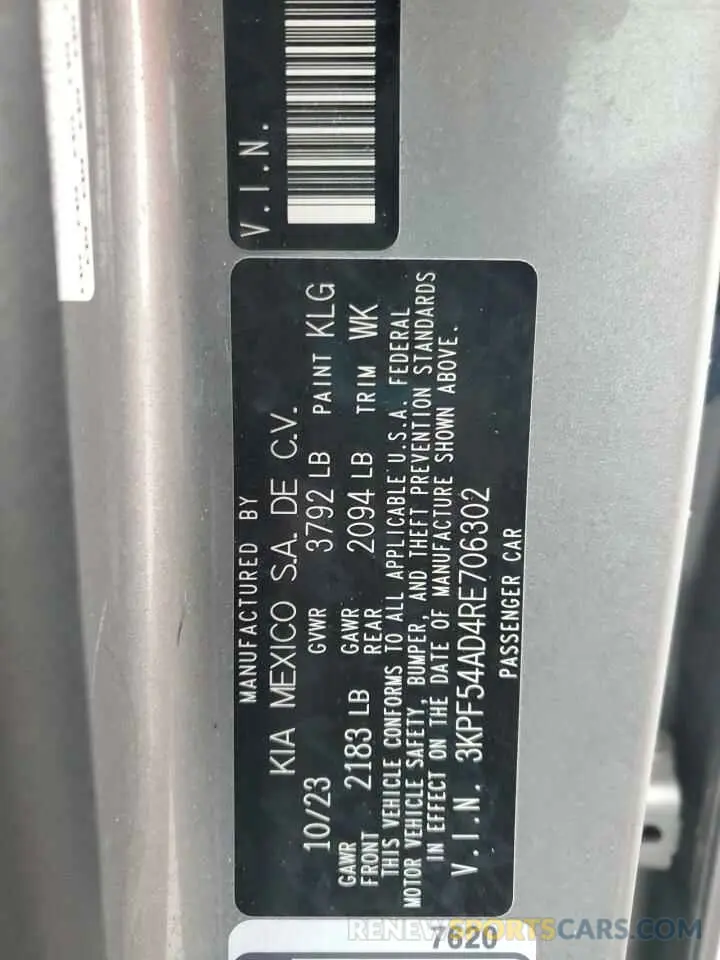 V.I.N.
MANUFACTURED BY
KIA MEXICO S.A. DE C.V.
10/23 GVWR 3792 LB PAINT KLG
GAWR FRONT 2183 LB GAWR REAR 2094 LB TRIM WK
THIS VEHICLE CONFORMS TO ALL APPLICABLE U.S.A. FEDERAL
MOTOR VEHICLE SAFETY, BUMPER, AND THEFT PREVENTION STANDARDS
IN EFFECT ON THE DATE OF MANUFACTURE SHOWN ABOVE.
V.I.N. 3KPF54AD4RE706302
PASSENGER CAR
7620
RENEWSPORTSCARS.COM